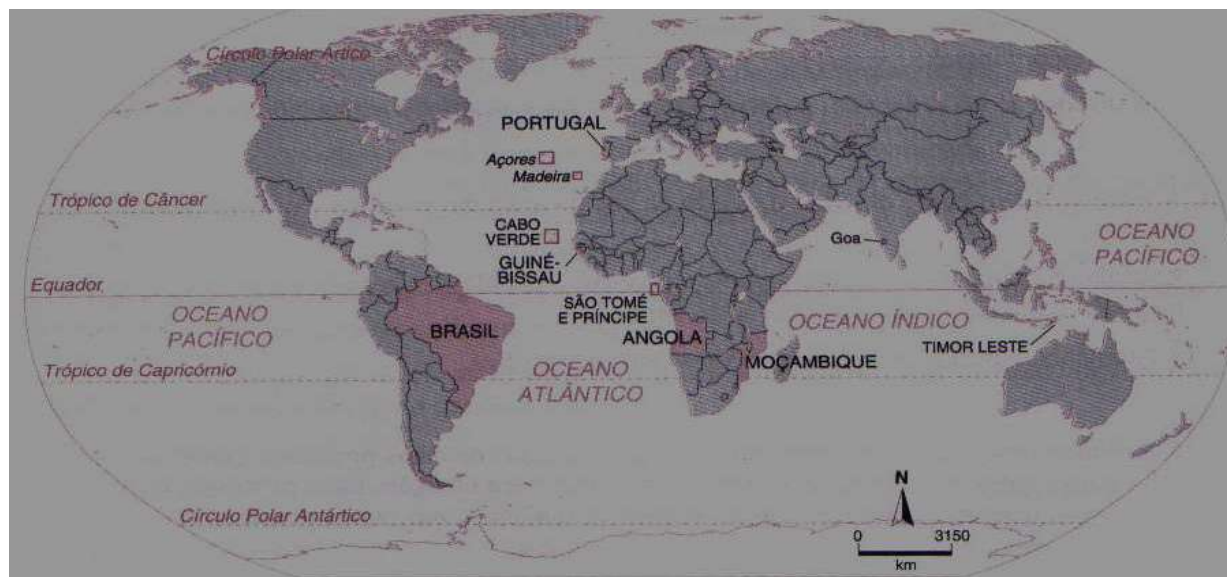 Círculo Polar Ártico
PORTUGAL
Açores
Madeira
Trópico de Câncer
CABO
VERDE
GUINÉ-
BISSAU
Goa
OCEANO
PACÍFICO
Equador
SÃO TOMÉ
E PRÍNCIPE
OCEANO
PACÍFICO
BRASIL
ANGOLA
OCEANO ÍNDICO
MOÇAMBIQUE
TIMOR LESTE
Trópico de Capricórnio
OCEANO
ATLÂNTICO
N
Círculo Polar Antártico
0 3150
km